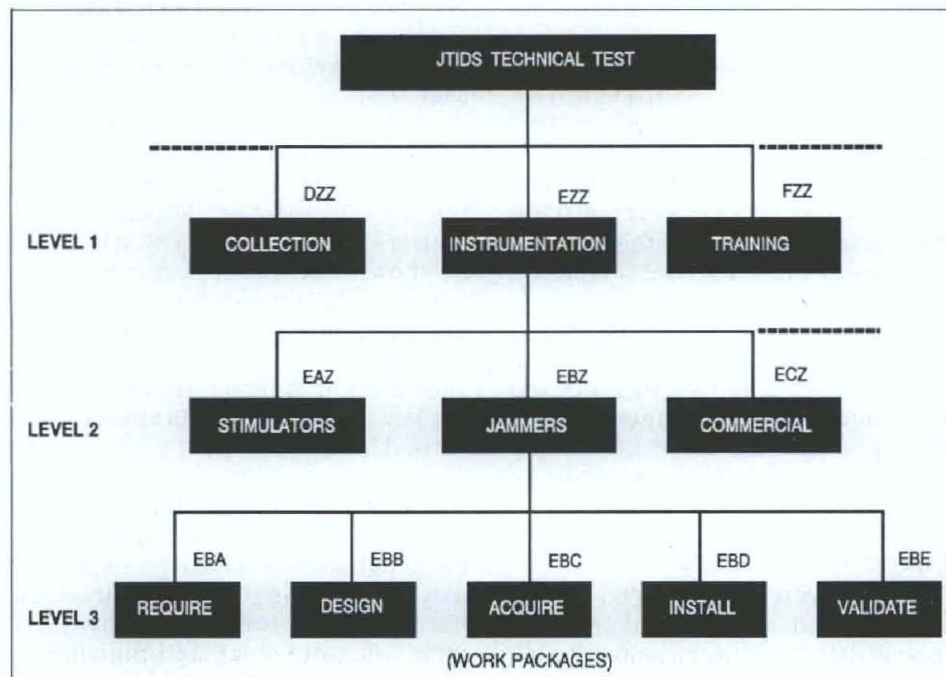 JTIDS TECHNICAL TEST
DZZ EZZ FZZ
LEVEL 1 COLLECTION INSTRUMENTATION TRAINING
EAZ EBZ ECZ
LEVEL 2 STIMULATORS JAMMERS COMMERCIAL
EBA EBB EBC EBD EBE
LEVEL 3 REQUIRE DESIGN ACQUIRE INSTALL VALIDATE
(WORK PACKAGES)